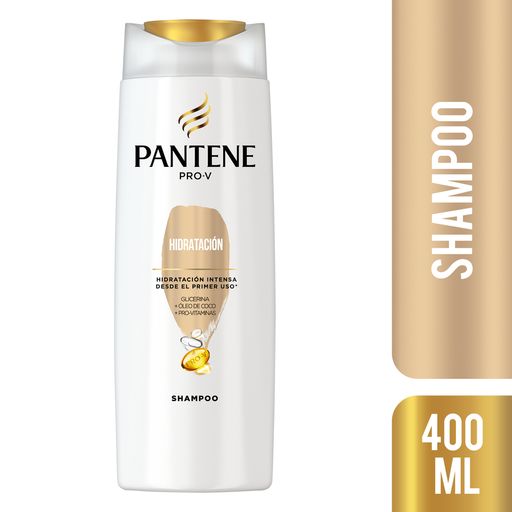 PANTENE
PRO-V
HIDRATACIÓN
HIDRATACIÓN INTENSA
DESDE EL PRIMER USO*
GLICERINA
+ ÓLEO DE COCO
+ PRO-VITAMINAS
PRO-V
SHAMPOO
SHAMPOO
400
ML